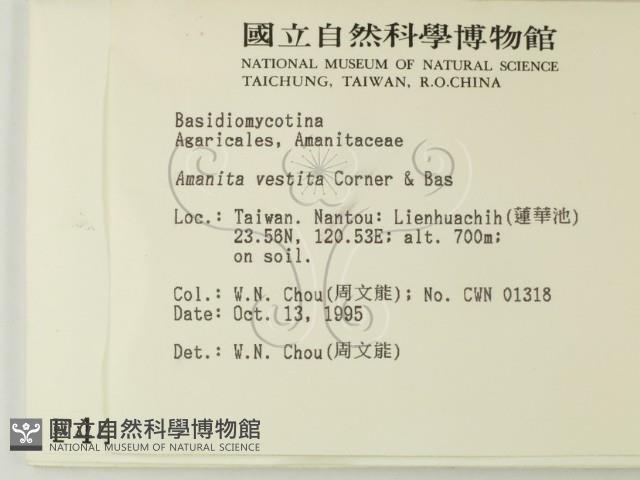 國立自然科學博物館
NATIONAL MUSEUM OF NATURAL SCIENCE
TAICHUNG, TAIWAN, R.O.CHINA
Basidiomycotina
Agaricales, Amanitaceae
Amanita vestita Corner & Bas
Loc.: Taiwan. Nantou: Lienhuachih(蓮華池)
23.56N, 120.53E; alt. 700m;
on soil.
Col.: W.N. Chou(周文能); No. CWN 01318
Date: Oct. 13, 1995
Det.: W.N. Chou(周文能)
國立自然科學博物館
NATIONAL MUSEUM OF NATURAL SCIENCE